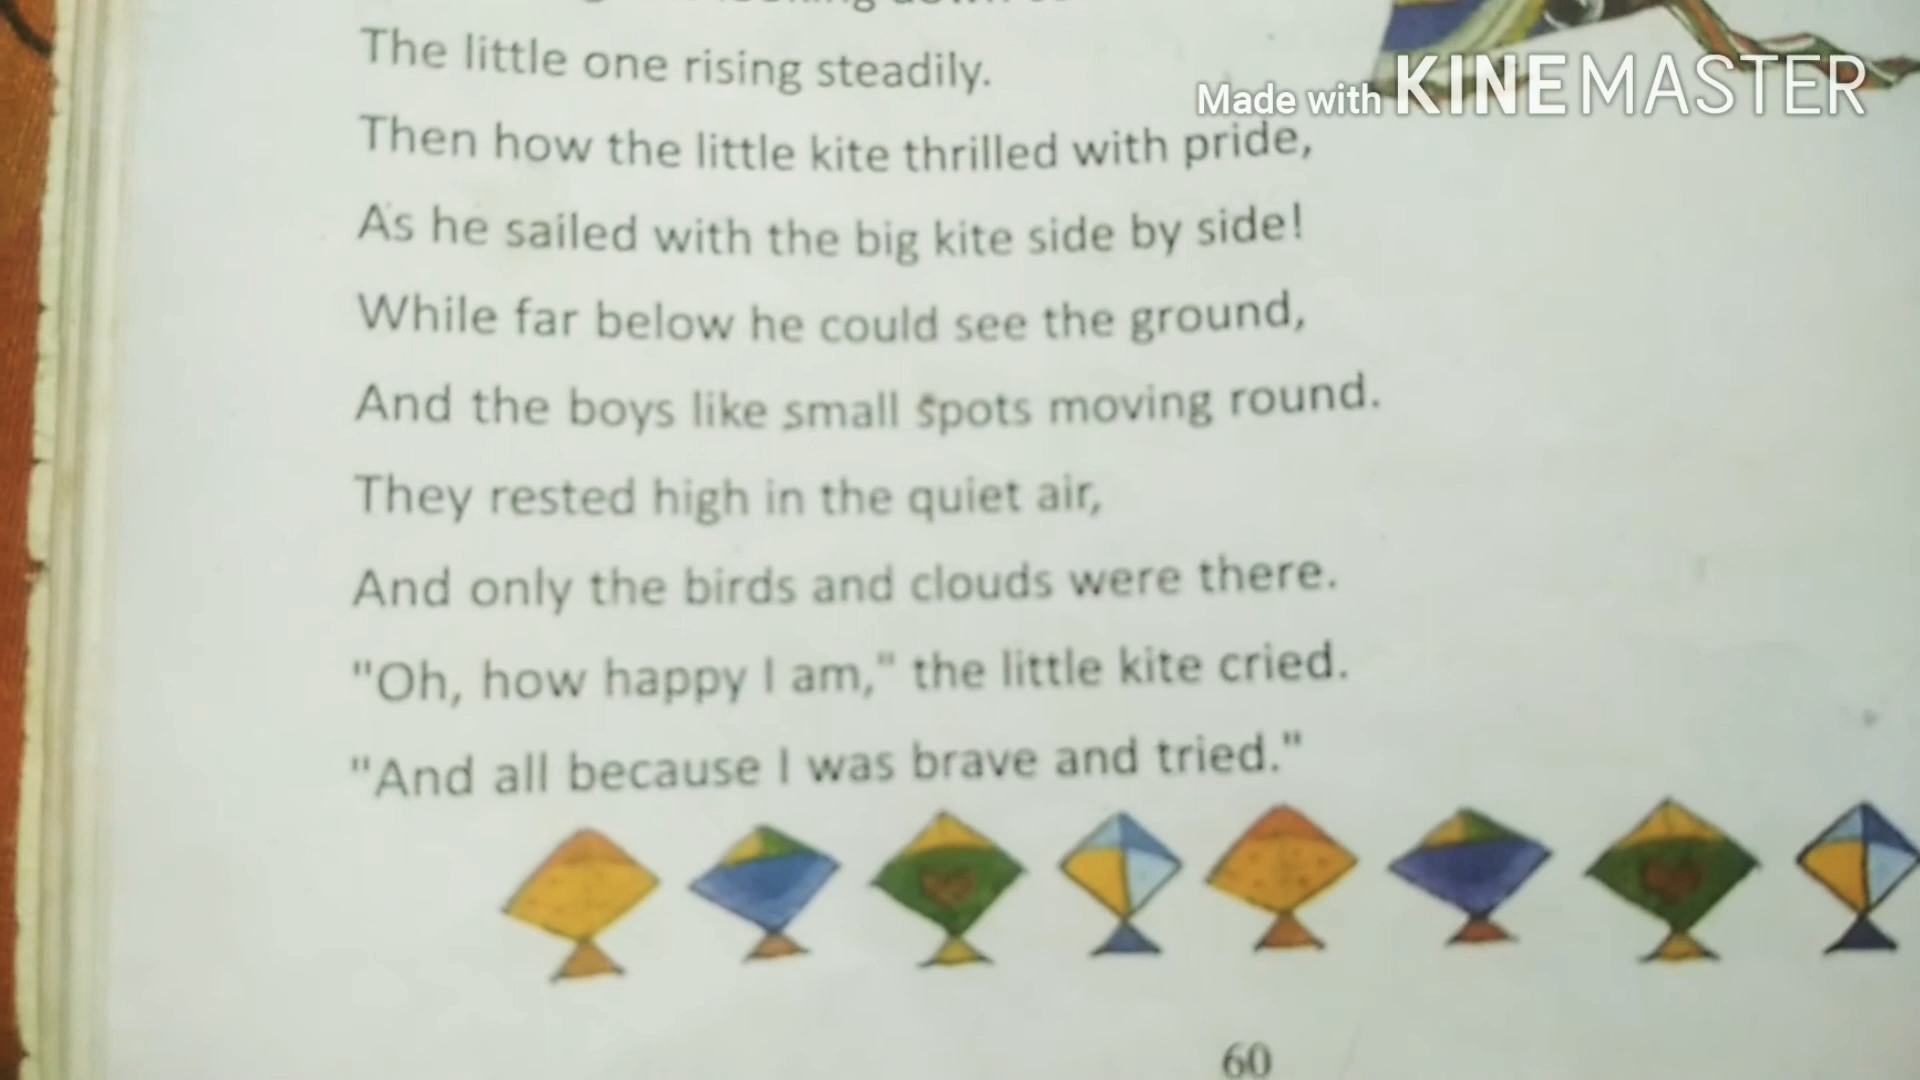 The little one rising steadily.
Made with KINEMASTER
Then how the little kite thrilled with pride,
As he sailed with the big kite side by side!
While far below he could see the ground,
And the boys like small spots moving round.
They rested high in the quiet air,
And only the birds and clouds were there.
"Oh, how happy I am," the little kite cried.
"And all because I was brave and tried."
60